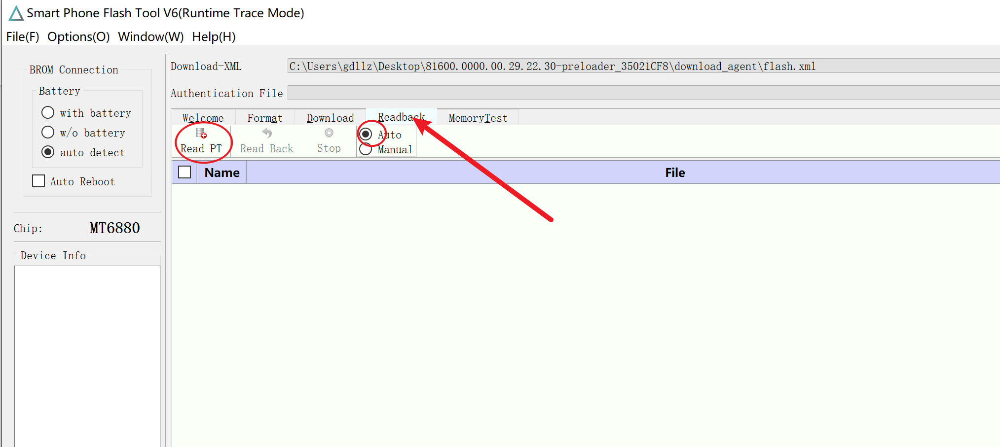 Smart Phone Flash Tool V6(Runtime Trace Mode)
File(F) Options(O) Window(W) Help(H)
BROM Connection
Battery
with battery
w/o battery
auto detect
Auto Reboot
Chip: MT6880
Device Info
Download-XML C:\Users\gdllz\Desktop\81600.0000.00.29.22.30-preloader_35021CF8\download_agent\flash.xml
Authentication File
Welcome Format Download Readback MemoryTest
Read PT Read Back Stop
Auto
Manual
Name File